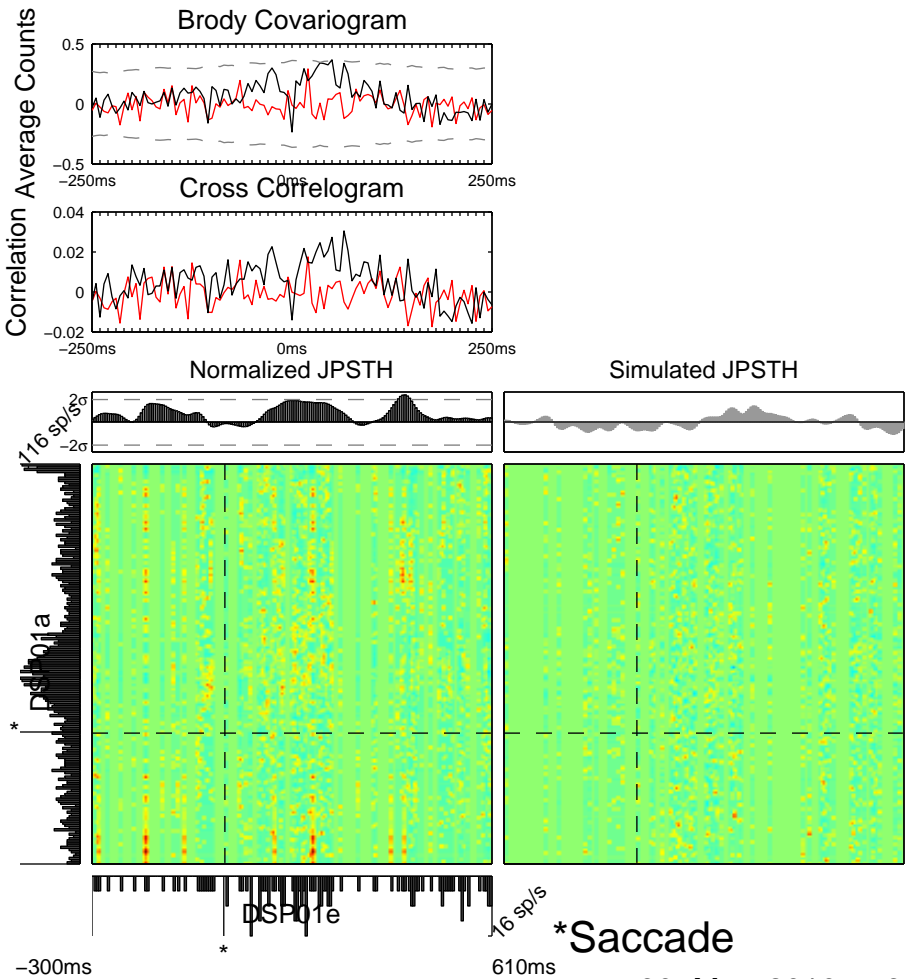 Brody Covariogram
Average Counts
0.5
0
−0.5
−250ms
0ms
250ms
Cross Correlogram
Correlation
0.04
0.02
0
−0.02
−250ms
0ms
250ms
Normalized JPSTH
Simulated JPSTH
2σ
−2σ
116 sp/s
DSP01a
*
DSP01e
16 sp/s
*
*Saccade
−300ms
610ms